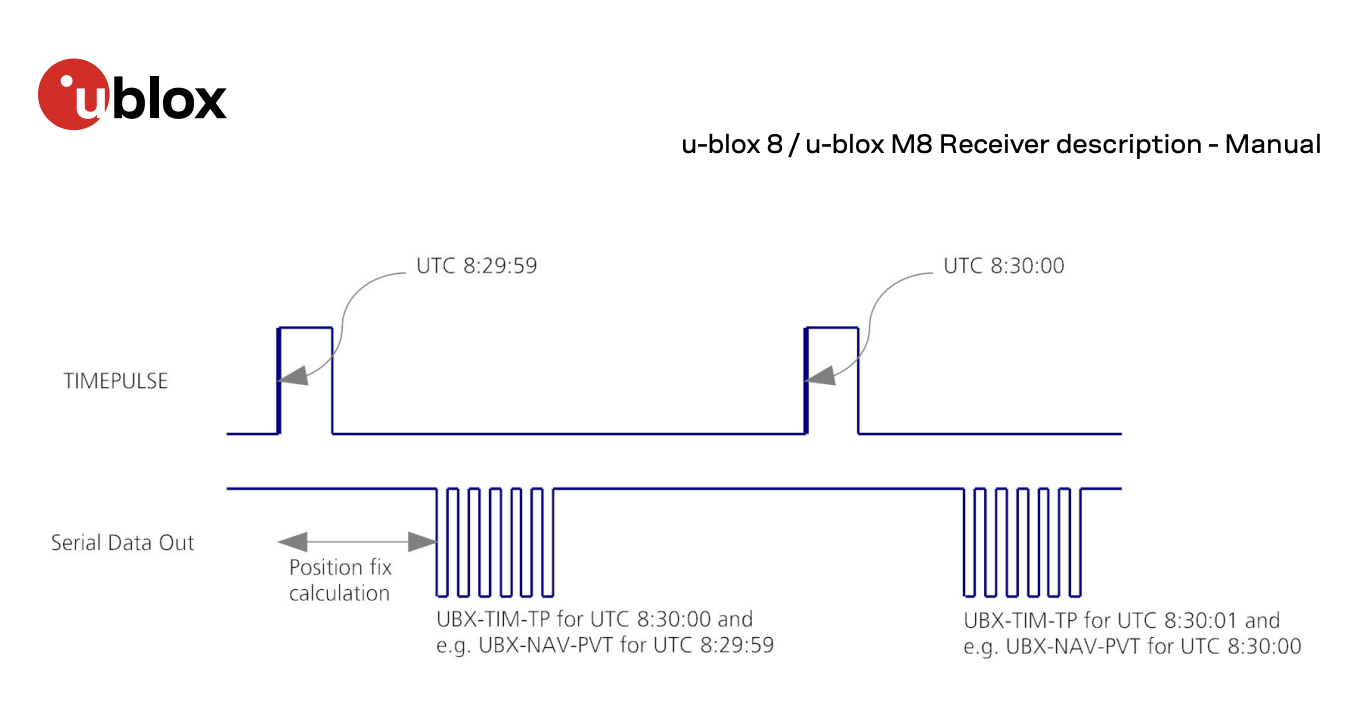 ublox
u-blox 8 / u-blox M8 Receiver description - Manual
UTC 8:29:59
UTC 8:30:00
TIMEPULSE
Serial Data Out
Position fix
calculation
UBX-TIM-TP for UTC 8:30:00 and
e.g. UBX-NAV-PVT for UTC 8:29:59
UBX-TIM-TP for UTC 8:30:01 and
e.g. UBX-NAV-PVT for UTC 8:30:00